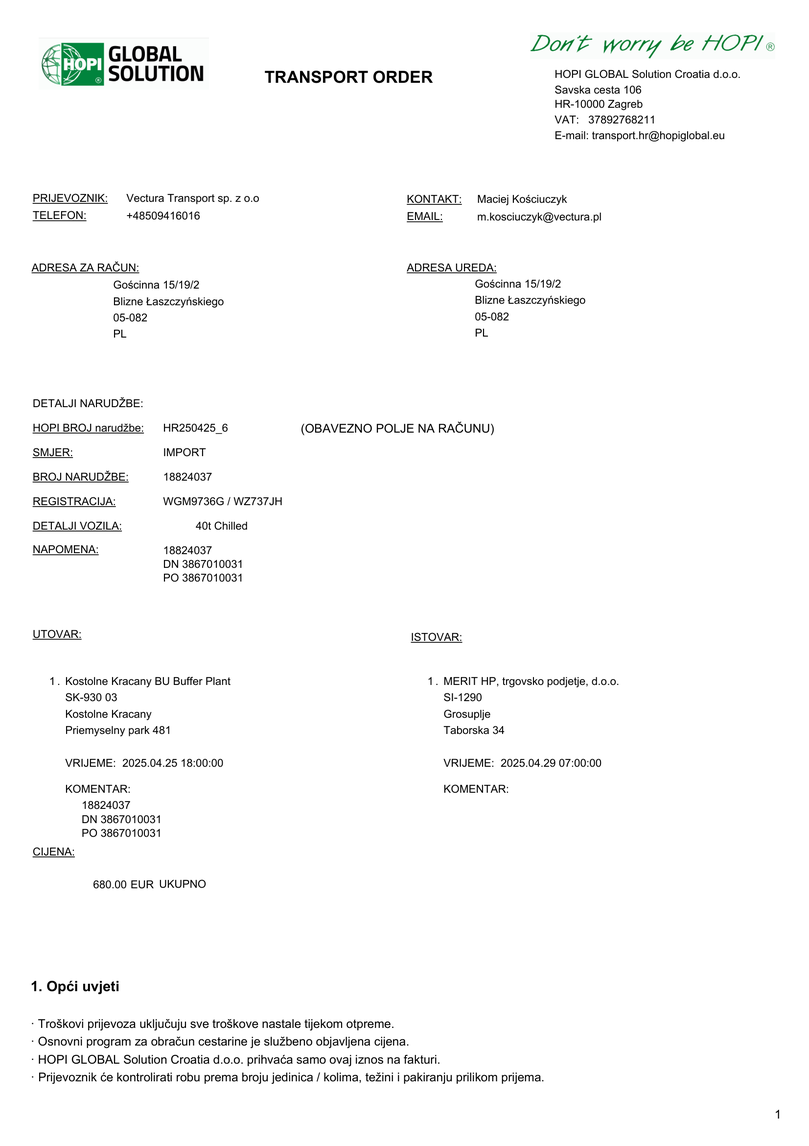 HOPI
GLOBAL
SOLUTION
®
Don't worry be HOPI ®
TRANSPORT ORDER
HOPI GLOBAL Solution Croatia d.o.o.
Savska cesta 106
HR-10000 Zagreb
VAT: 37892768211
E-mail: transport.hr@hopiglobal.eu
PRIJEVOZNIK: Vectura Transport sp. z o.o
TELEFON: +48509416016
KONTAKT: Maciej Kościuczyk
EMAIL: m.kosciuczyk@vectura.pl
ADRESA ZA RAČUN:
Gościnna 15/19/2
Blizne Łaszczyńskiego
05-082
PL
ADRESA UREDA:
Gościnna 15/19/2
Blizne Łaszczyńskiego
05-082
PL
DETALJI NARUDŽBE:
HOPI BROJ narudžbe: HR250425_6 (OBAVEZNO POLJE NA RAČUNU)
SMJER: IMPORT
BROJ NARUDŽBE: 18824037
REGISTRACIJA: WGM9736G / WZ737JH
DETALJI VOZILA: 40t Chilled
NAPOMENA: 18824037
DN 3867010031
PO 3867010031
UTOVAR:
1. Kostolne Kracany BU Buffer Plant
SK-930 03
Kostolne Kracany
Priemyselny park 481
VRIJEME: 2025.04.25 18:00:00
KOMENTAR:
18824037
DN 3867010031
PO 3867010031
ISTOVAR:
1. MERIT HP, trgovsko podjetje, d.o.o.
SI-1290
Grosuplje
Taborska 34
VRIJEME: 2025.04.29 07:00:00
KOMENTAR:
CIJENA:
680.00 EUR UKUPNO
1. Opći uvjeti
· Troškovi prijevoza uključuju sve troškove nastale tijekom otpreme.
· Osnovni program za obračun cestarine je službeno objavljena cijena.
· HOPI GLOBAL Solution Croatia d.o.o. prihvaća samo ovaj iznos na fakturi.
· Prijevoznik će kontrolirati robu prema broju jedinica / kolima, težini i pakiranju prilikom prijema.
1